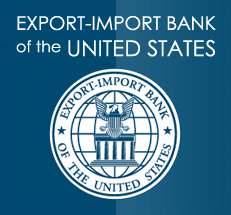 EXPORT-IMPORT BANK
of the UNITED STATES
EXPORT-IMPORT BANK
OF THE UNITED STATES